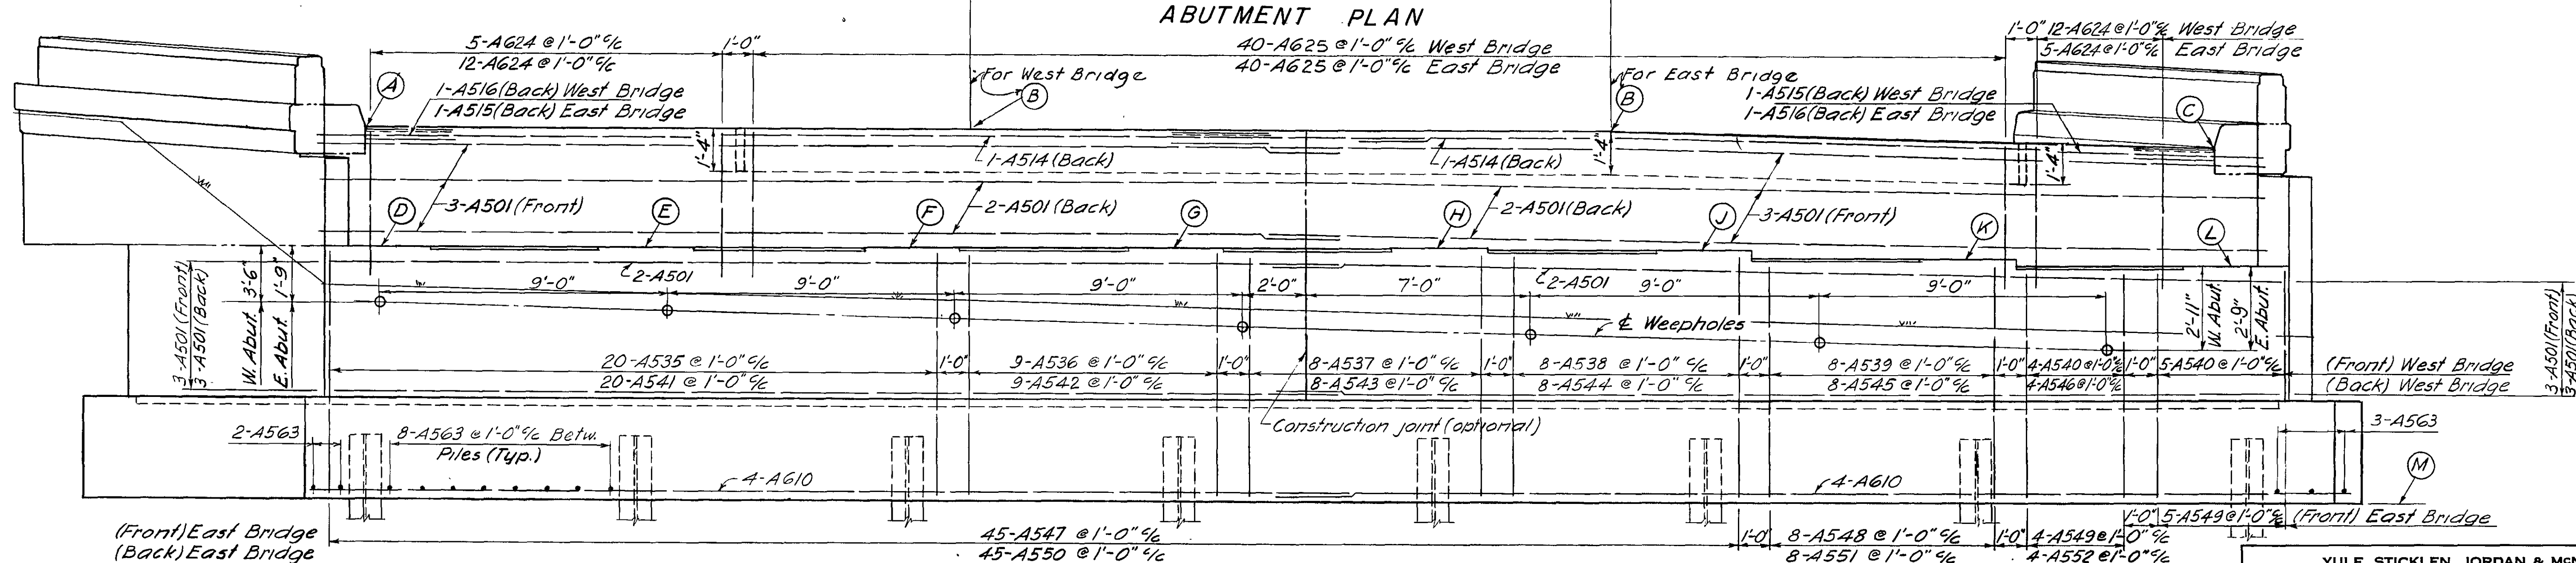 ABUTMENT PLAN
5-A624 @ 1'-0" c/c
12-A624 @ 1'-0" c/c
1'-0"
40-A625 @ 1'-0" c/c West Bridge
40-A625 @ 1'-0" c/c East Bridge
1'-0" 12-A624 @ 1'-0" c/c West Bridge
5-A624 @ 1'-0" c/c East Bridge
A
1-A516 (Back) West Bridge
1-A515 (Back) East Bridge
For West Bridge
B
For East Bridge
B
1-A515 (Back) West Bridge
1-A516 (Back) East Bridge
C
1'-4"
1-A514 (Back)
1-A514 (Back)
1'-4"
1'-4"
D
3-A501 (Front)
E
F
2-A501 (Back)
G
H
2-A501 (Back)
J
3-A501 (Front)
K
L
3-A501 (Front)
3-A501 (Back)
W. Abut. 3'-6"
E. Abut. 1'-9"
2-A501
2-A501
9'-0"
9'-0"
9'-0"
2'-0"
7'-0"
9'-0"
9'-0"
℄ Weepholes
2'-11"
W. Abut.
2'-9"
E. Abut.
3-A501 (Front)
3-A501 (Back)
20-A535 @ 1'-0" c/c
20-A541 @ 1'-0" c/c
1'-0"
9-A536 @ 1'-0" c/c
9-A542 @ 1'-0" c/c
1'-0"
8-A537 @ 1'-0" c/c
8-A543 @ 1'-0" c/c
1'-0"
8-A538 @ 1'-0" c/c
8-A544 @ 1'-0" c/c
1'-0"
8-A539 @ 1'-0" c/c
8-A545 @ 1'-0" c/c
1'-0"
4-A540 @ 1'-0" c/c
4-A546 @ 1'-0" c/c
1'-0"
5-A540 @ 1'-0" c/c
(Front) West Bridge
(Back) West Bridge
Construction joint (optional)
2-A563
8-A563 @ 1'-0" c/c Betw.
Piles (Typ.)
3-A563
4-A610
4-A610
M
(Front) East Bridge
(Back) East Bridge
45-A547 @ 1'-0" c/c
45-A550 @ 1'-0" c/c
1'-0"
8-A548 @ 1'-0" c/c
8-A551 @ 1'-0" c/c
1'-0"
4-A549 @ 1'-0" c/c
4-A552 @ 1'-0" c/c
1'-0"
5-A549 @ 1'-0" c/c (Front) East Bridge
YULE, STICKLEN, JORDAN &